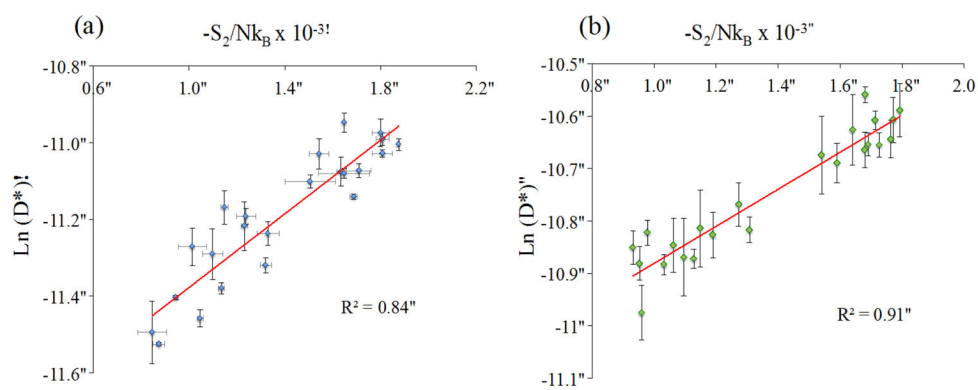 (a)
-S₂/Nk_B x 10⁻³!
-10.8"
0.6" 1.0" 1.4" 1.8" 2.2"
-11.0"
-11.2"
-11.4"
-11.6"
Ln (D*)!
R² = 0.84"
(b)
-S₂/Nk_B x 10⁻³"
-10.5"
0.8" 1.0" 1.2" 1.4" 1.6" 1.8" 2.0"
-10.6"
-10.7"
-10.8"
-10.9"
-11"
-11.1"
Ln (D*)"
R² = 0.91"